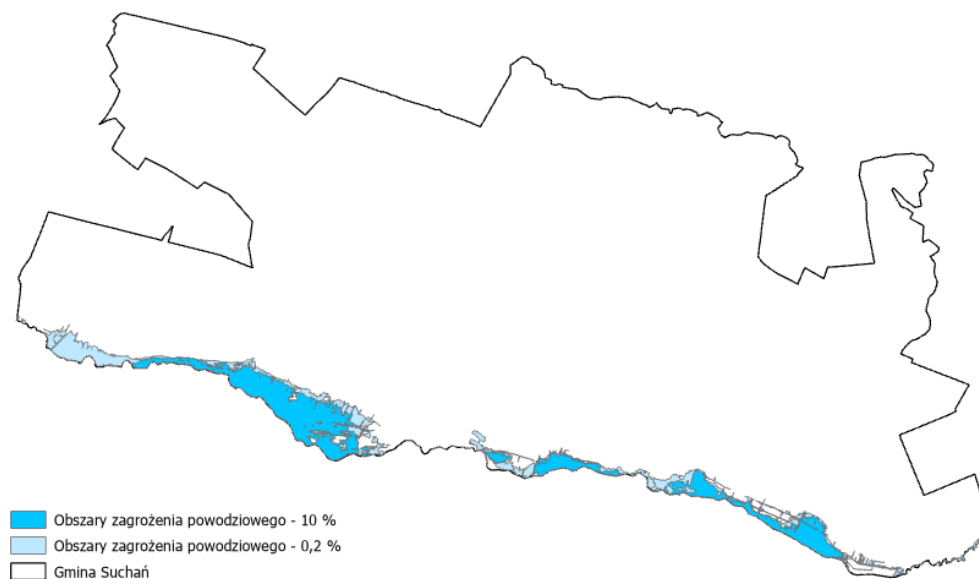 Obszary zagrożenia powodziowego - 10 %
Obszary zagrożenia powodziowego - 0,2 %
Gmina Suchań